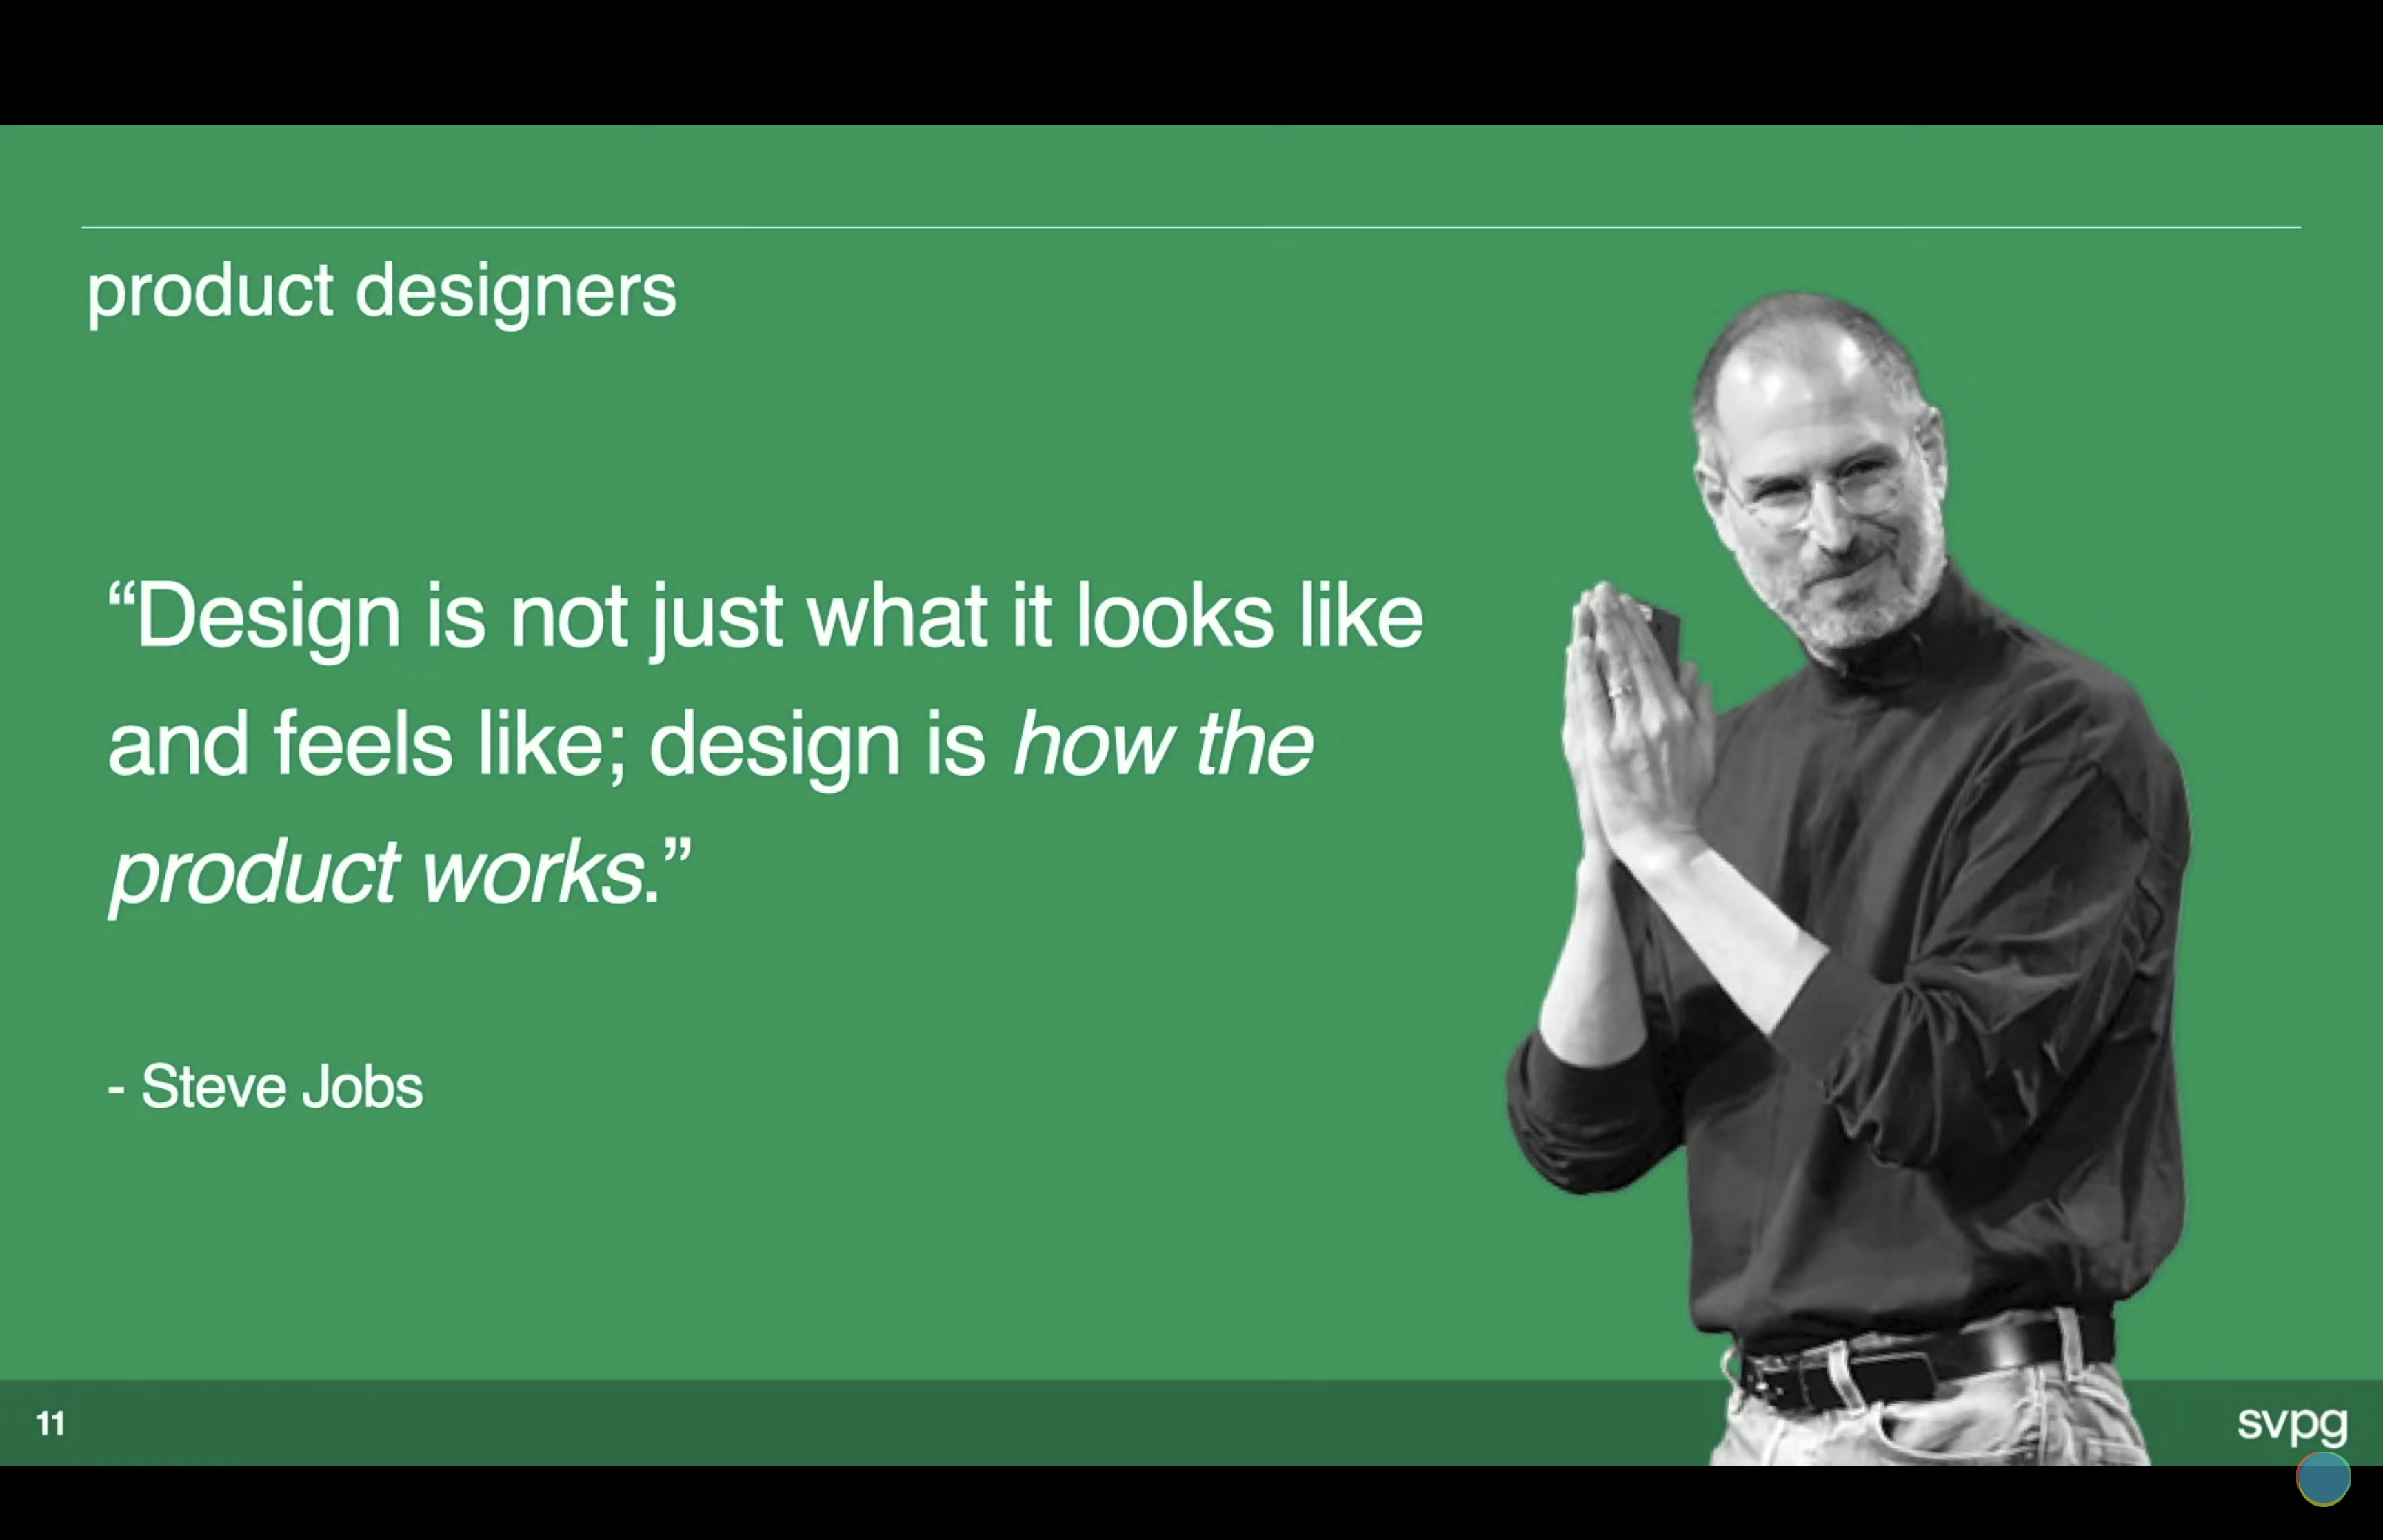 product designers
“Design is not just what it looks like
and feels like; design is how the
product works.”
- Steve Jobs
11
svpg